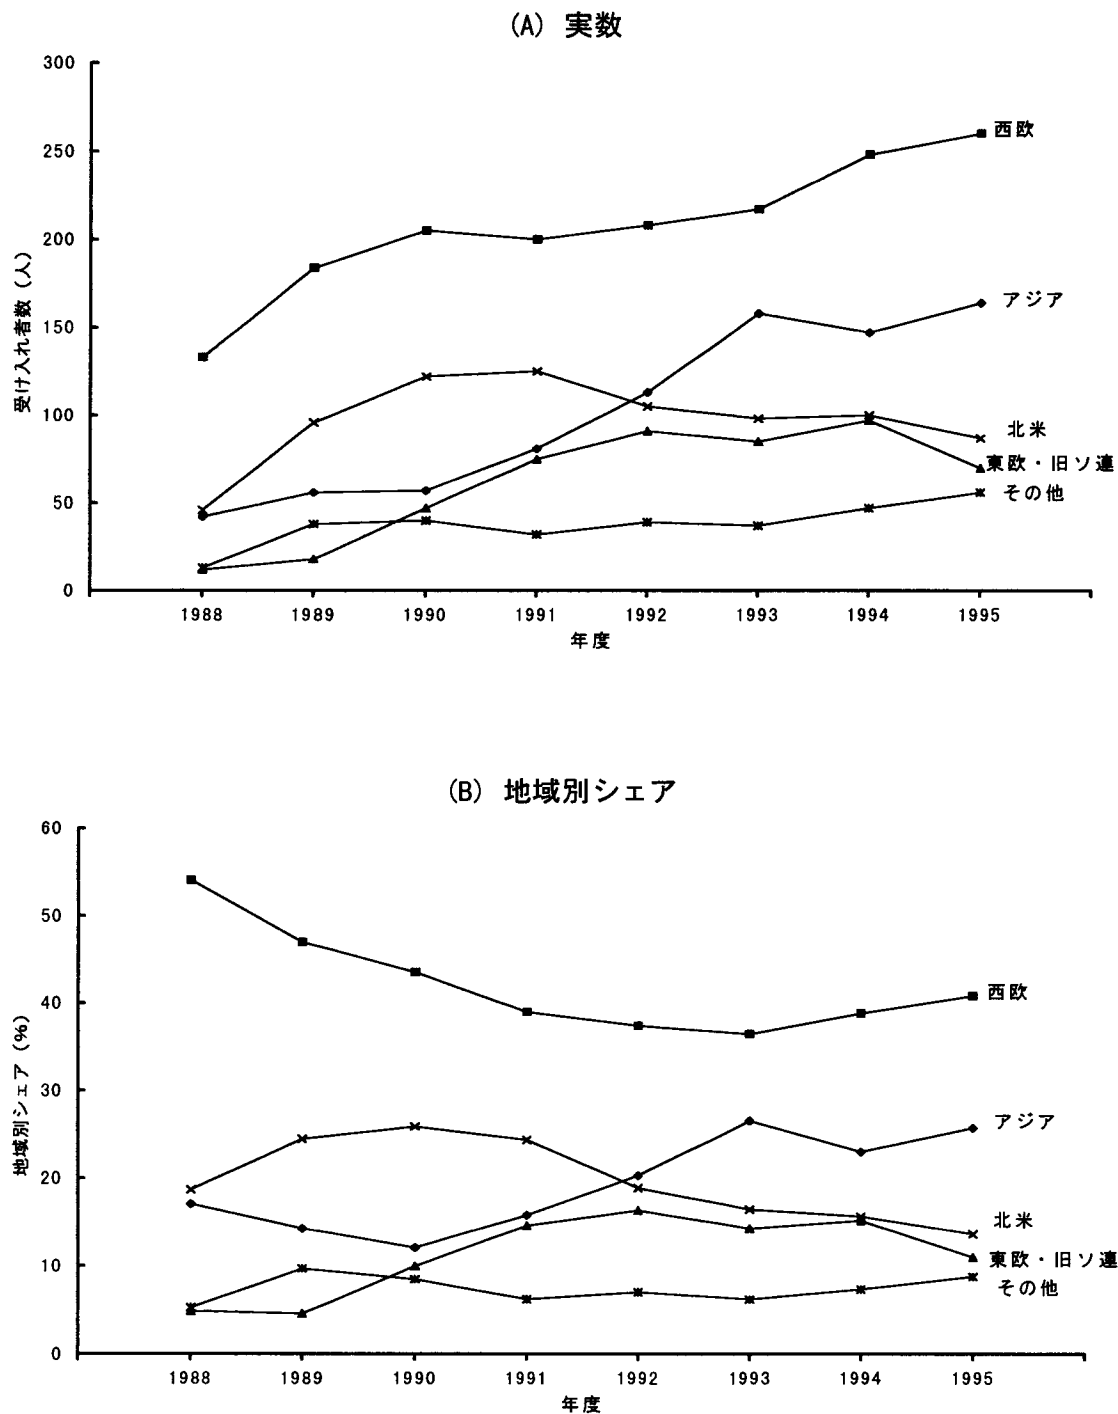 (A) 実数
300
250
200
150
100
50
0
受け入れ者数 (人)
西欧
アジア
北米
東欧・旧ソ連
その他
1988 1989 1990 1991 1992 1993 1994 1995
年度
(B) 地域別シェア
60
50
40
30
20
10
0
地域別シェア (%)
西欧
アジア
北米
東欧・旧ソ連
その他
1988 1989 1990 1991 1992 1993 1994 1995
年度